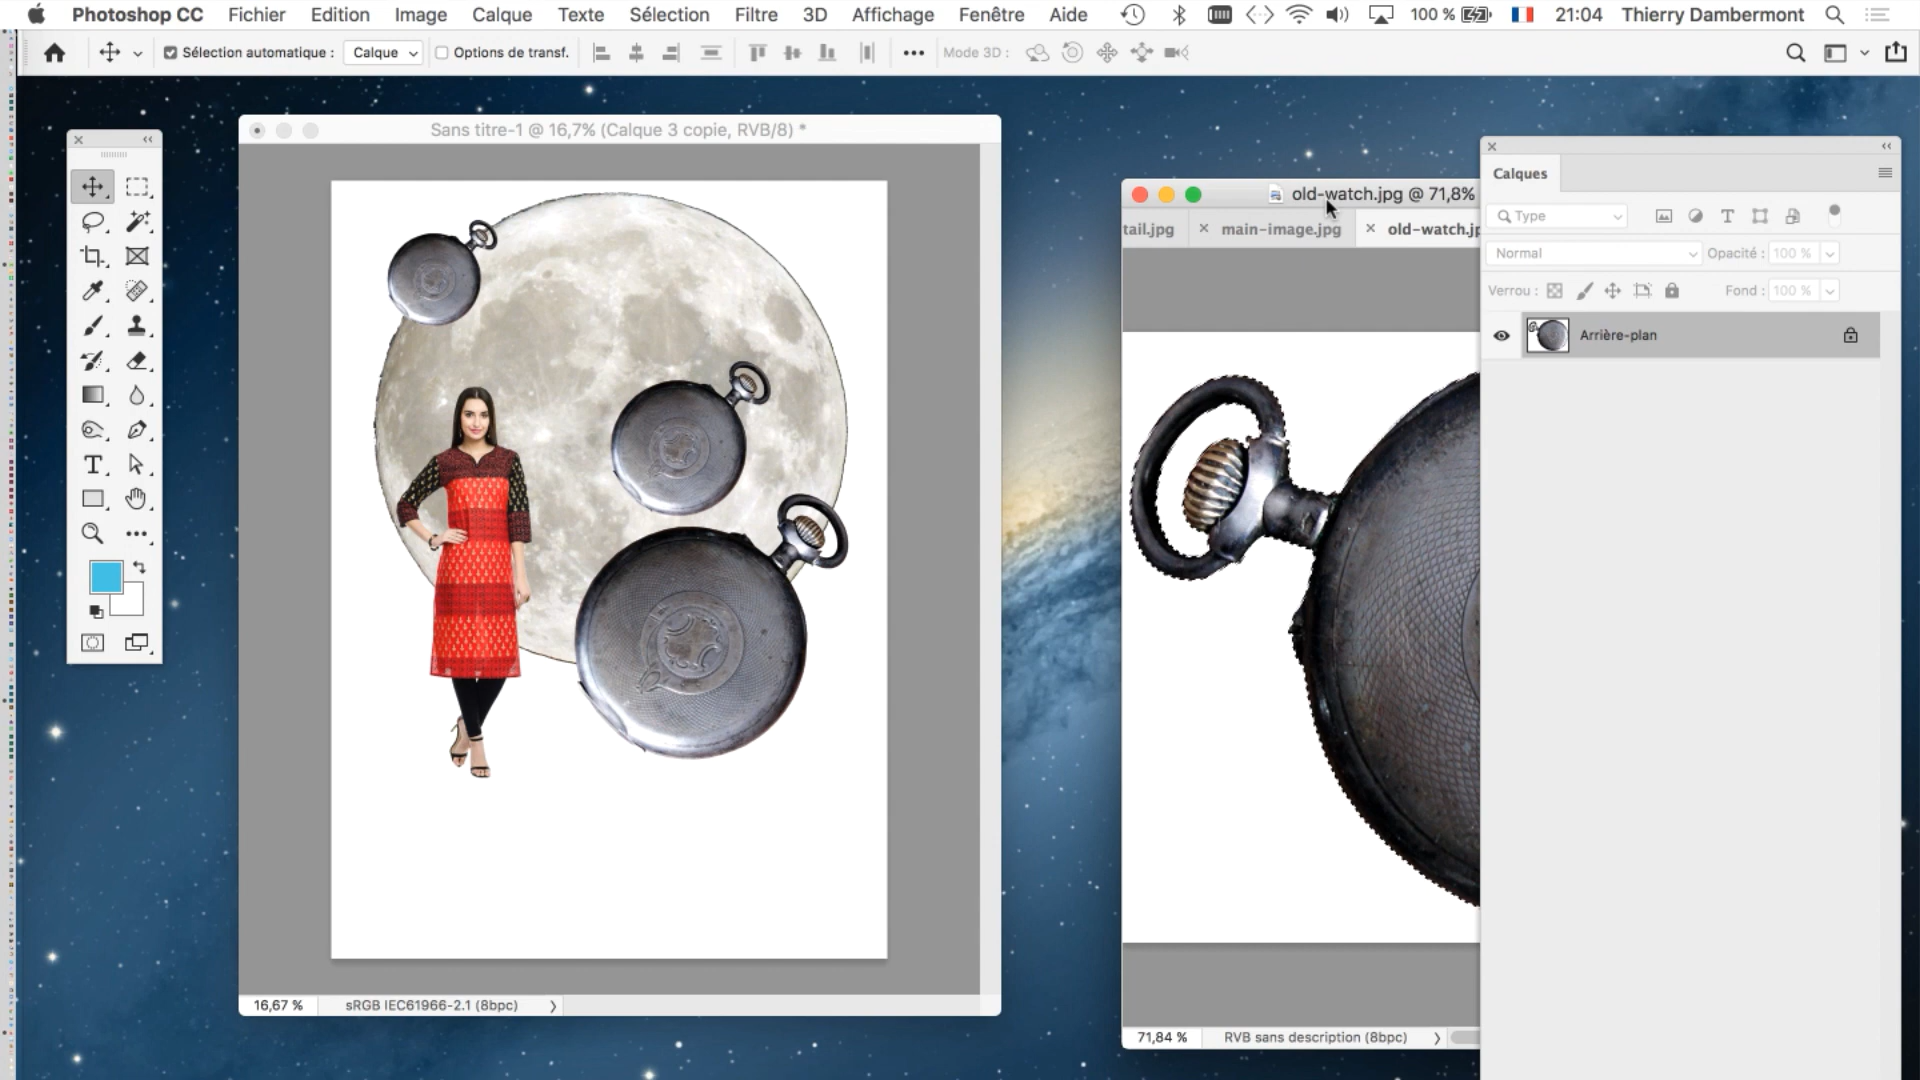 Photoshop CC Fichier Edition Image Calque Texte Sélection Filtre 3D Affichage Fenêtre Aide 100 % 21:04 Thierry Dambermont
Sélection automatique : Calque Options de transf. Mode 3D :
Sans titre-1 @ 16,7% (Calque 3 copie, RVB/8) *
old-watch.jpg @ 71,8%
tail.jpg main-image.jpg old-watch.jp
Calques
Type
Normal Opacité : 100 %
Verrou : Fond : 100 %
Arrière-plan
16,67 % sRGB IEC61966-2.1 (8bpc)
71,84 % RVB sans description (8bpc)